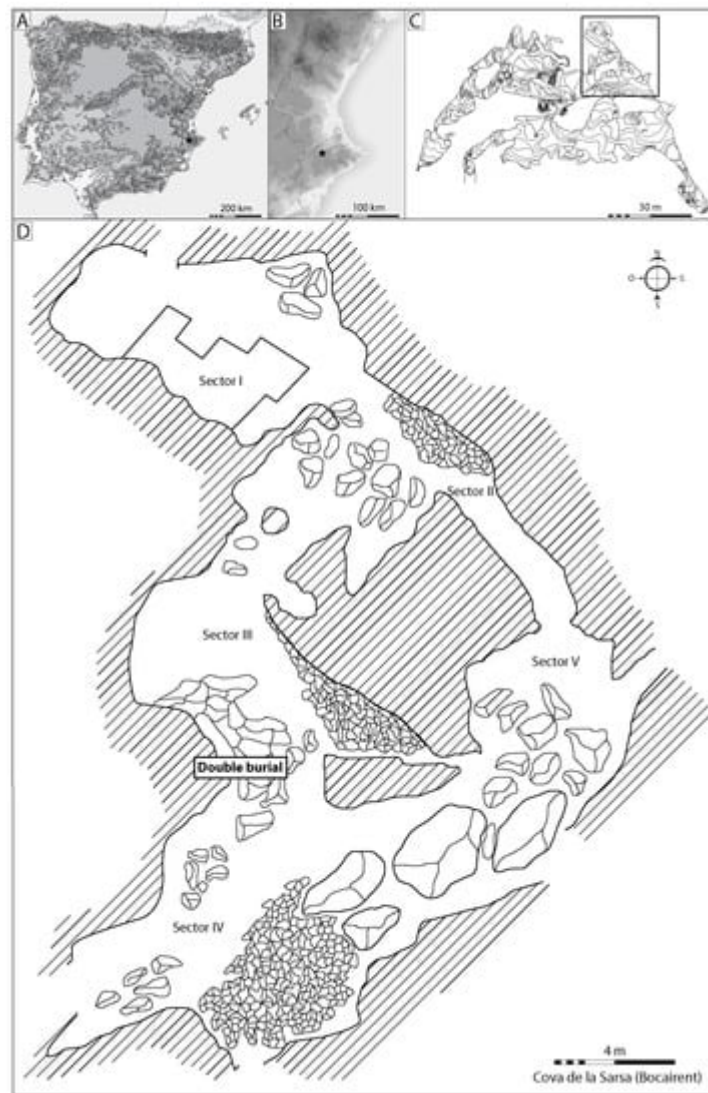 A
B
C
200 km
100 km
30 m
D
Sector I
Sector II
Sector III
Sector V
Double burial
Sector IV
4 m
Cova de la Sarsa (Bocairent)